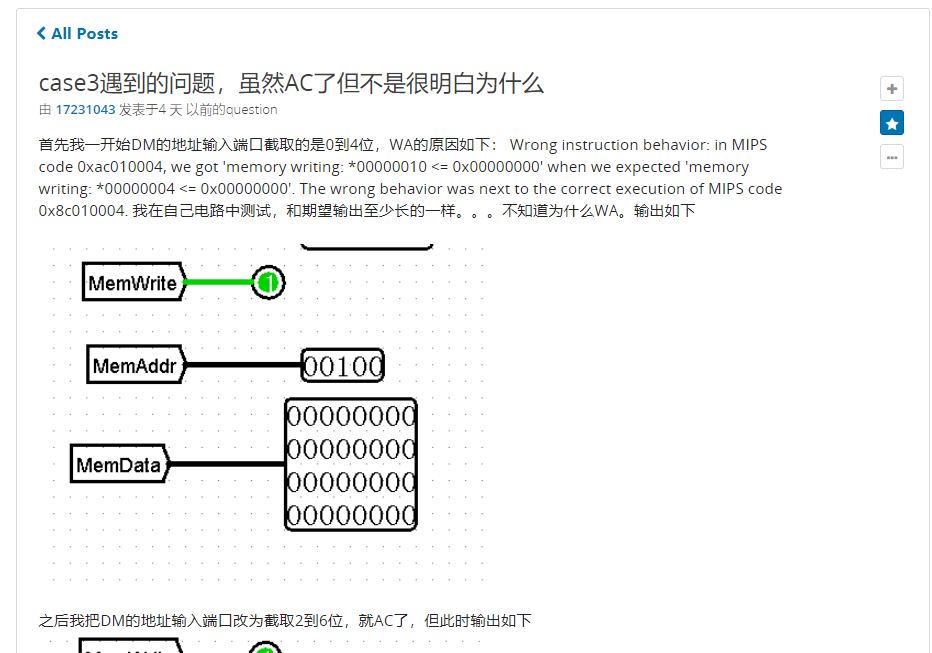 All Posts
case3遇到的问题，虽然AC了但不是很明白为什么
由 17231043 发表于4 天 以前的question
首先我一开始DM的地址输入端口截取的是0到4位，WA的原因如下： Wrong instruction behavior: in MIPS
code 0xac010004, we got 'memory writing: *00000010 <= 0x00000000' when we expected 'memory
writing: *00000004 <= 0x00000000'. The wrong behavior was next to the correct execution of MIPS code
0x8c010004. 我在自己电路中测试，和期望输出至少长的一样。。。不知道为什么WA。输出如下
MemWrite 1
MemAddr 00100
00000000
00000000
MemData
00000000
00000000
之后我把DM的地址输入端口改为截取2到6位，就AC了，但此时输出如下